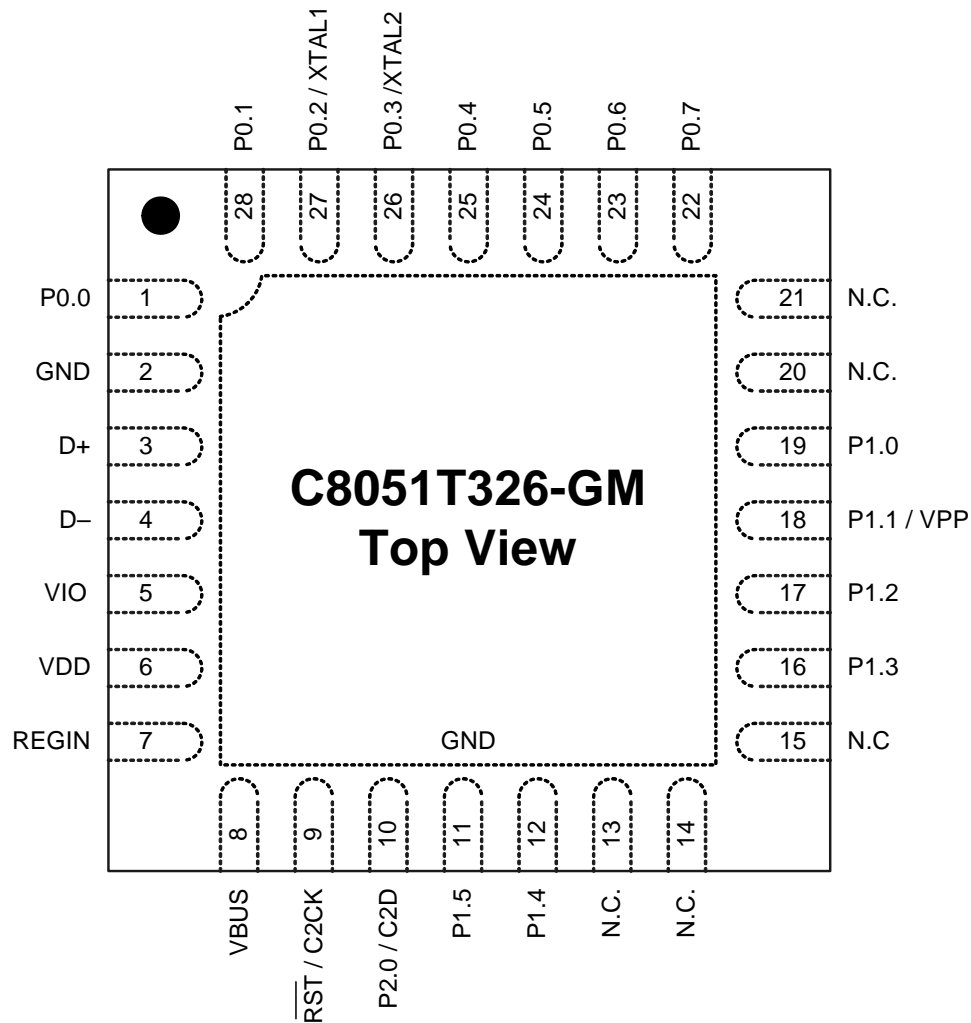 P0.1
P0.2 / XTAL1
P0.3 /XTAL2
P0.4
P0.5
P0.6
P0.7
28
27
26
25
24
23
22
P0.0
1
GND
2
D+
3
D–
4
VIO
5
VDD
6
REGIN
7
C8051T326-GM
Top View
GND
21
N.C.
20
N.C.
19
P1.0
18
P1.1 / VPP
17
P1.2
16
P1.3
15
N.C
8
9
10
11
12
13
14
VBUS
R̅S̅T̅ / C2CK
P2.0 / C2D
P1.5
P1.4
N.C.
N.C.